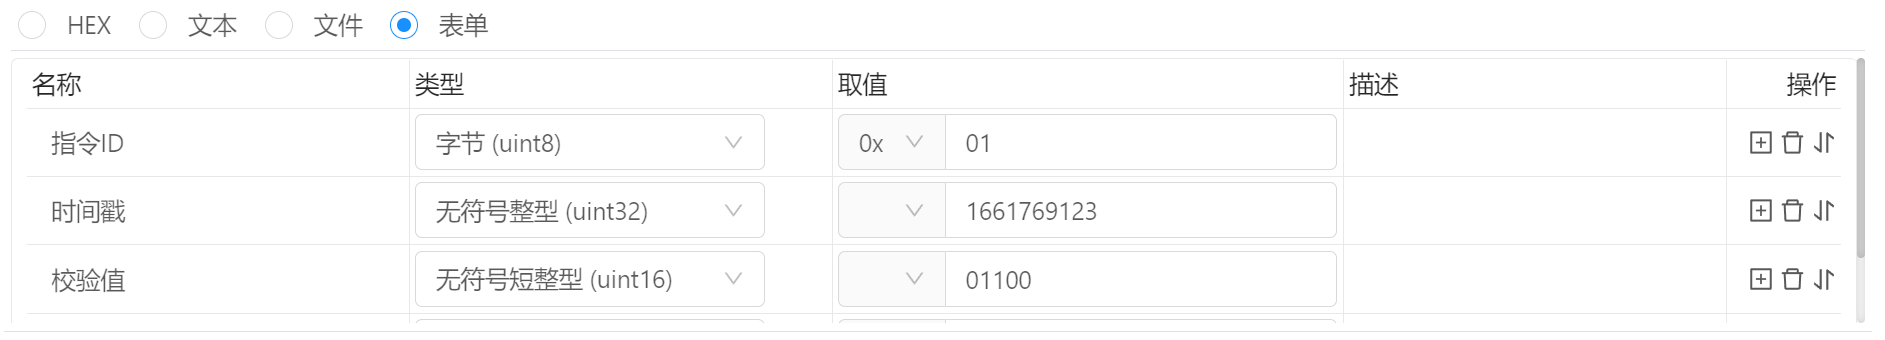 HEX 文本 文件 表单
名称 类型 取值 描述 操作
指令ID 字节 (uint8) 0x 01
时间戳 无符号整型 (uint32) 1661769123
校验值 无符号短整型 (uint16) 01100